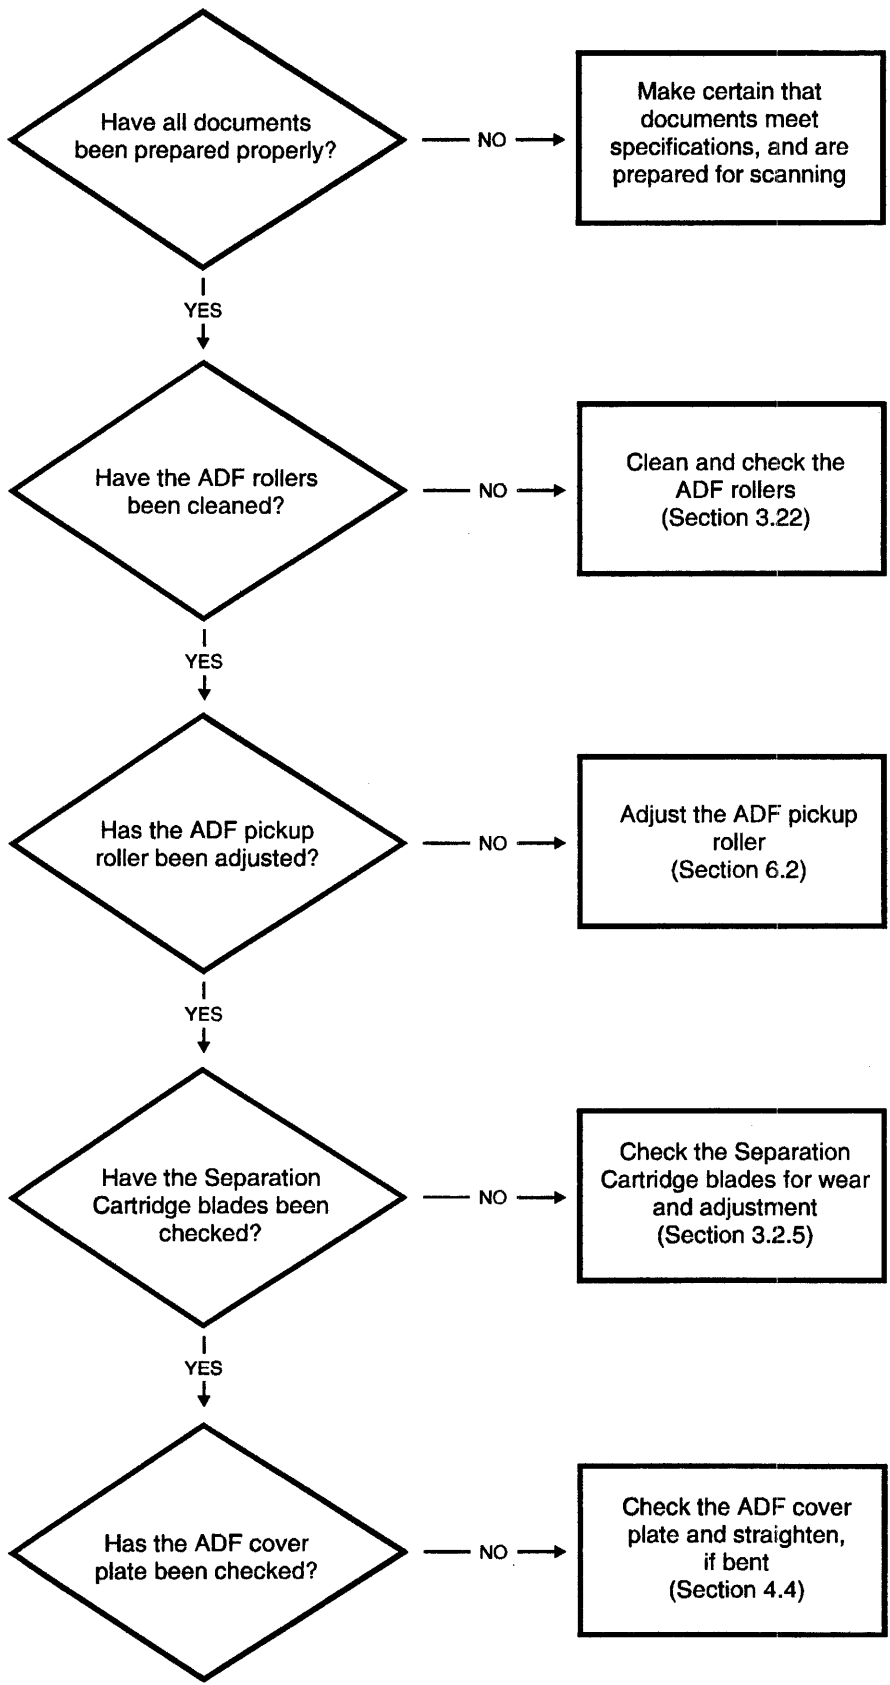 Have all documents
been prepared properly?
NO
Make certain that
documents meet
specifications, and are
prepared for scanning
YES
Have the ADF rollers
been cleaned?
NO
Clean and check the
ADF rollers
(Section 3.22)
YES
Has the ADF pickup
roller been adjusted?
NO
Adjust the ADF pickup
roller
(Section 6.2)
YES
Have the Separation
Cartridge blades been
checked?
NO
Check the Separation
Cartridge blades for wear
and adjustment
(Section 3.2.5)
YES
Has the ADF cover
plate been checked?
NO
Check the ADF cover
plate and straighten,
if bent
(Section 4.4)